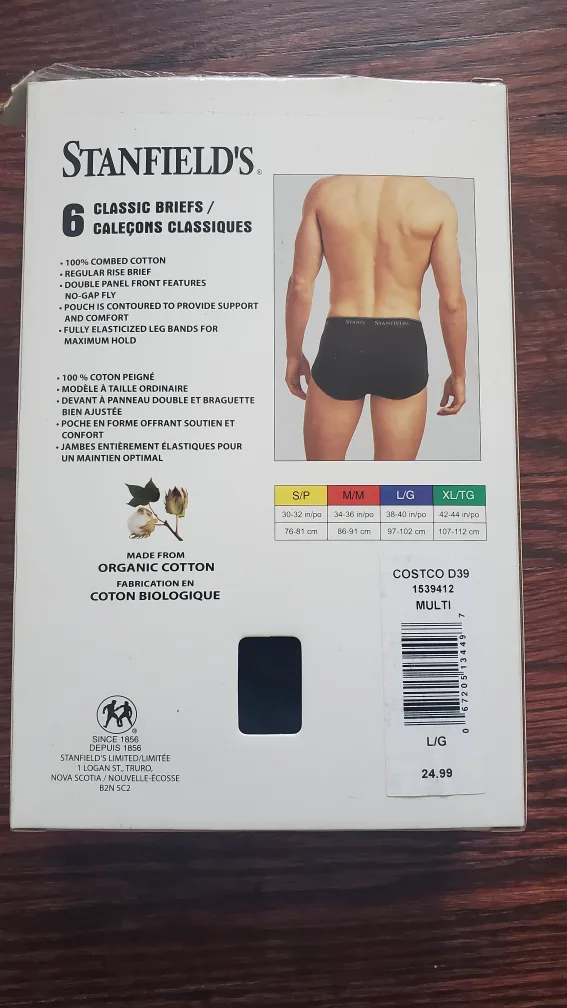 STANFIELD'S®
6 CLASSIC BRIEFS /
CALEÇONS CLASSIQUES
• 100% COMBED COTTON
• REGULAR RISE BRIEF
• DOUBLE PANEL FRONT FEATURES
NO-GAP FLY
• POUCH IS CONTOURED TO PROVIDE SUPPORT
AND COMFORT
• FULLY ELASTICIZED LEG BANDS FOR
MAXIMUM HOLD
• 100 % COTON PEIGNÉ
• MODÈLE À TAILLE ORDINAIRE
• DEVANT À PANNEAU DOUBLE ET BRAGUETTE
BIEN AJUSTÉE
• POCHE EN FORME OFFRANT SOUTIEN ET
CONFORT
• JAMBES ENTIÈREMENT ÉLASTIQUES POUR
UN MAINTIEN OPTIMAL
STANFIELD'S
S/P M/M L/G XL/TG
30-32 in/po 34-36 in/po 38-40 in/po 42-44 in/po
76-81 cm 86-91 cm 97-102 cm 107-112 cm
MADE FROM
ORGANIC COTTON
FABRICATION EN
COTON BIOLOGIQUE
COSTCO D39
1539412
MULTI
0 67205 13449 7
L/G
24.99
®
SINCE 1856
DEPUIS 1856
STANFIELD'S LIMITED/LIMITÉE
1 LOGAN ST., TRURO,
NOVA SCOTIA / NOUVELLE-ÉCOSSE
B2N 5C2